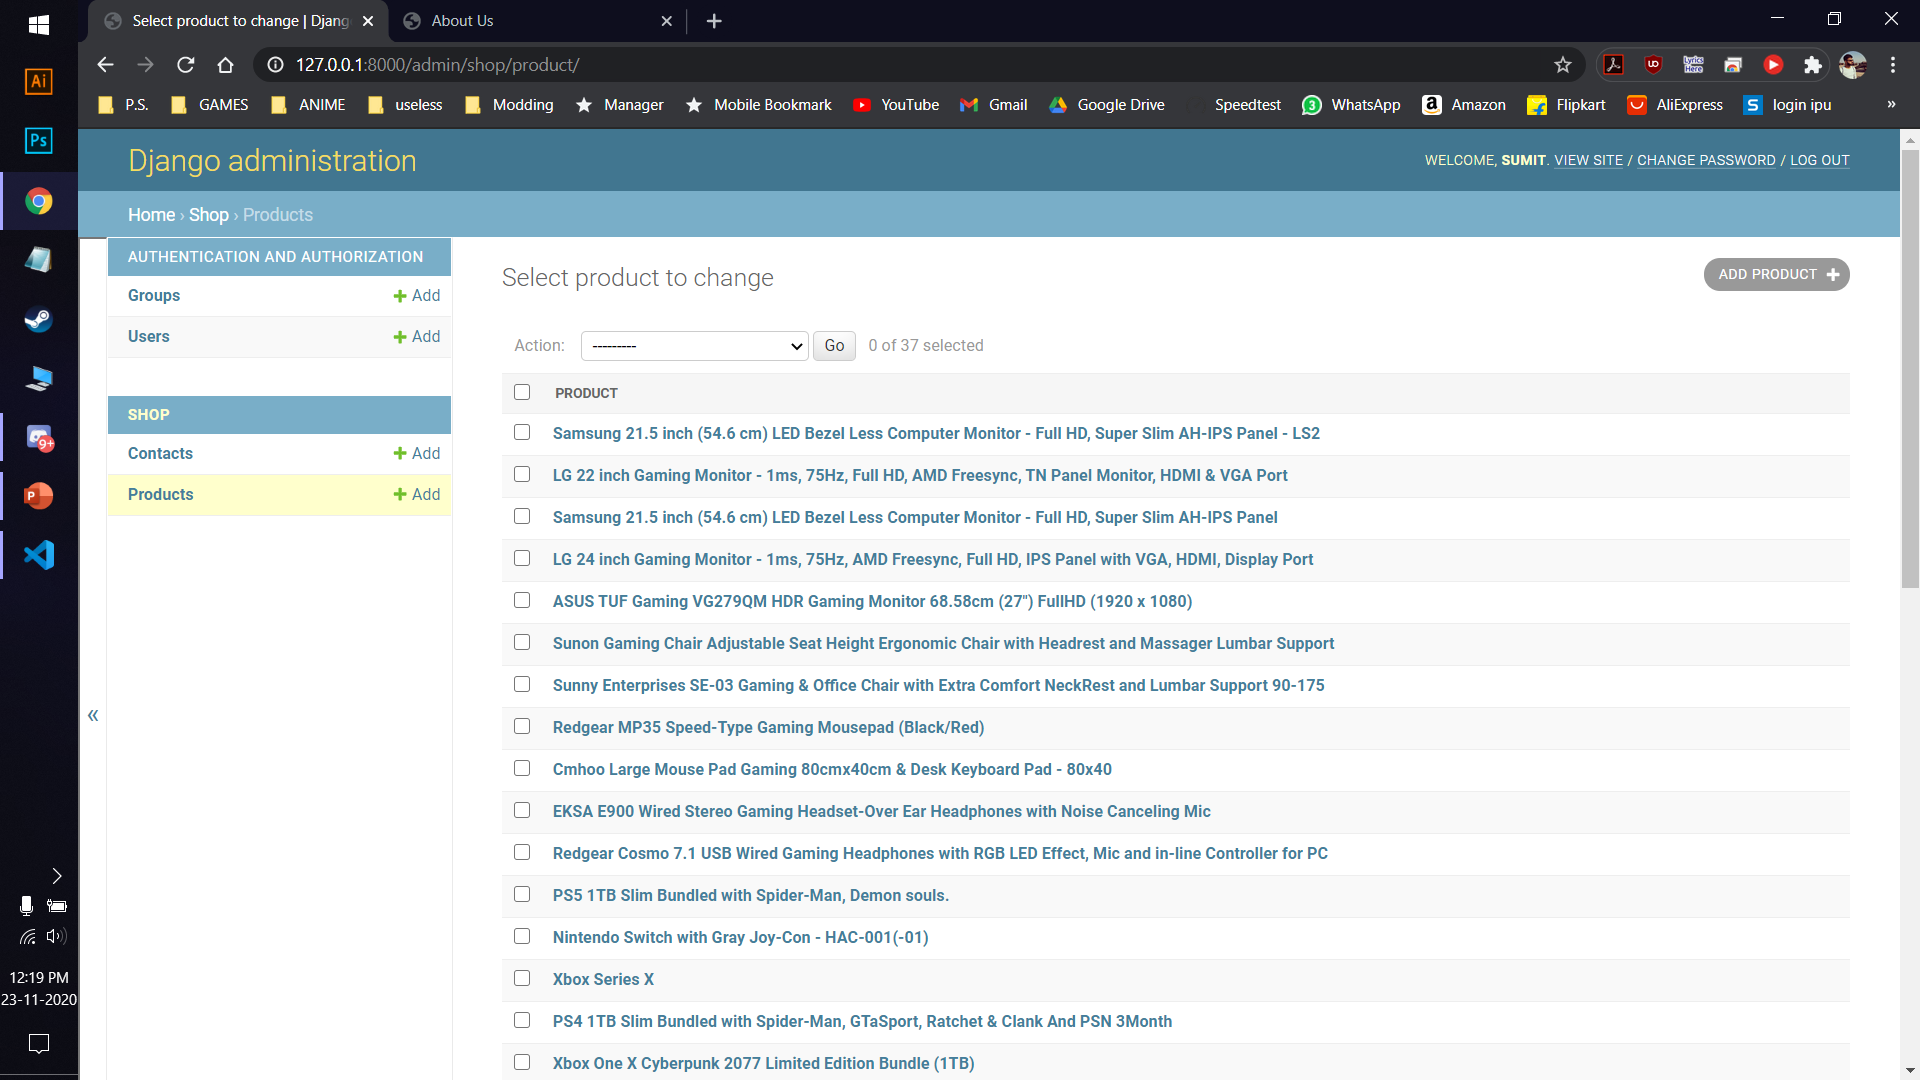 Select product to change | Djang
About Us
127.0.0.1:8000/admin/shop/product/
P.S.
GAMES
ANIME
useless
Modding
Manager
Mobile Bookmark
YouTube
Gmail
Google Drive
Speedtest
WhatsApp
Amazon
Flipkart
AliExpress
login ipu
»
Django administration
WELCOME, SUMIT. VIEW SITE / CHANGE PASSWORD / LOG OUT
Home › Shop › Products
AUTHENTICATION AND AUTHORIZATION
Groups
Add
Users
Add
SHOP
Contacts
Add
Products
Add
«
Select product to change
ADD PRODUCT
Action:
---------
Go
0 of 37 selected
PRODUCT
Samsung 21.5 inch (54.6 cm) LED Bezel Less Computer Monitor - Full HD, Super Slim AH-IPS Panel - LS2
LG 22 inch Gaming Monitor - 1ms, 75Hz, Full HD, AMD Freesync, TN Panel Monitor, HDMI & VGA Port
Samsung 21.5 inch (54.6 cm) LED Bezel Less Computer Monitor - Full HD, Super Slim AH-IPS Panel
LG 24 inch Gaming Monitor - 1ms, 75Hz, AMD Freesync, Full HD, IPS Panel with VGA, HDMI, Display Port
ASUS TUF Gaming VG279QM HDR Gaming Monitor 68.58cm (27") FullHD (1920 x 1080)
Sunon Gaming Chair Adjustable Seat Height Ergonomic Chair with Headrest and Massager Lumbar Support
Sunny Enterprises SE-03 Gaming & Office Chair with Extra Comfort NeckRest and Lumbar Support 90-175
Redgear MP35 Speed-Type Gaming Mousepad (Black/Red)
Cmhoo Large Mouse Pad Gaming 80cmx40cm & Desk Keyboard Pad - 80x40
EKSA E900 Wired Stereo Gaming Headset-Over Ear Headphones with Noise Canceling Mic
Redgear Cosmo 7.1 USB Wired Gaming Headphones with RGB LED Effect, Mic and in-line Controller for PC
PS5 1TB Slim Bundled with Spider-Man, Demon souls.
Nintendo Switch with Gray Joy-Con - HAC-001(-01)
Xbox Series X
PS4 1TB Slim Bundled with Spider-Man, GTaSport, Ratchet & Clank And PSN 3Month
Xbox One X Cyberpunk 2077 Limited Edition Bundle (1TB)
Ai
Ps
9+
P
12:19 PM
23-11-2020
Lyrics
Here
3
a
S